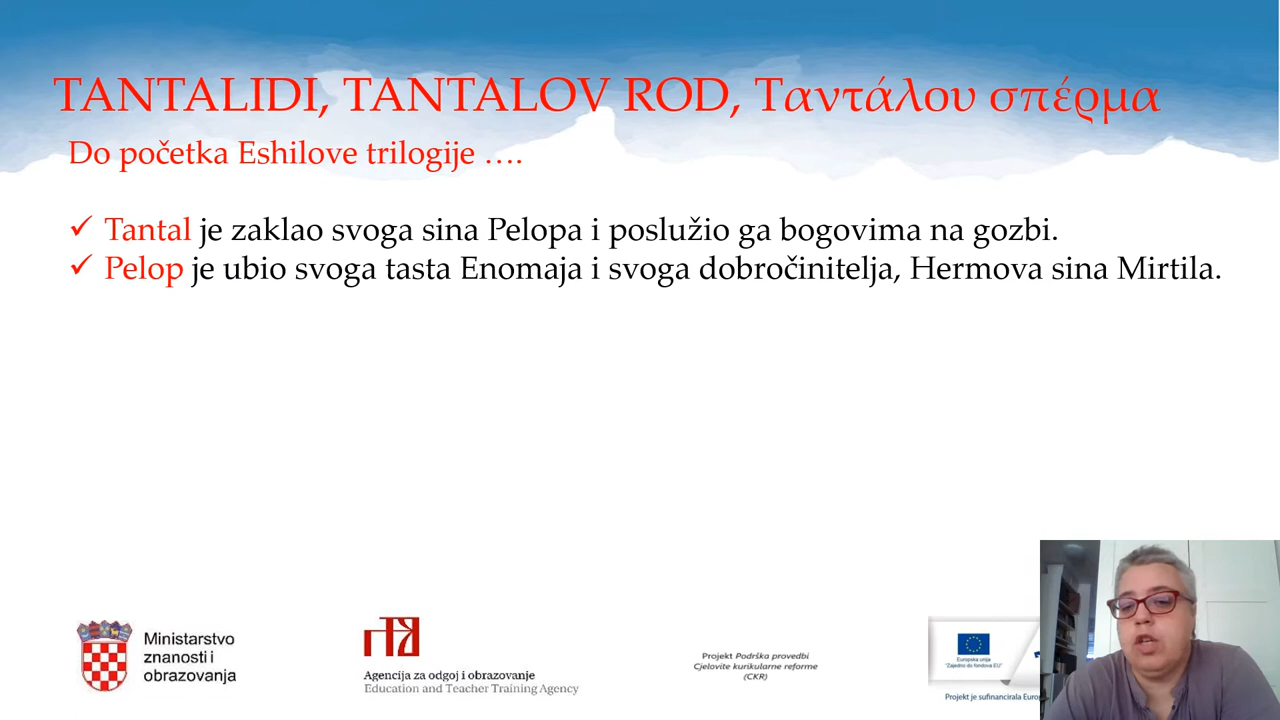 TANTALIDI, TANTALOV ROD, Ταντάλου σπέρμα
Do početka Eshilove trilogije ….
✓ Tantal je zaklao svoga sina Pelopa i poslužio ga bogovima na gozbi.
✓ Pelop je ubio svoga tasta Enomaja i svoga dobročinitelja, Hermova sina Mirtila.
Ministarstvo
znanosti i
obrazovanja
Agencija za odgoj i obrazovanje
Education and Teacher Training Agency
Projekt Podrška provedbi
Cjelovite kurikularne reforme
(CKR)
Europska unija
"Zajedno do fondova EU"
Projekt je sufinancirala